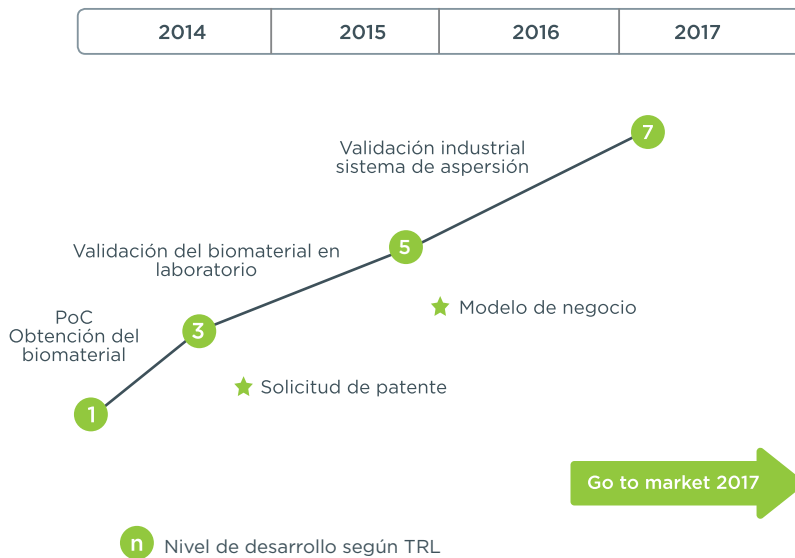 2014 2015 2016 2017
7
Validación industrial
sistema de aspersión
5
Validación del biomaterial en
laboratorio
Modelo de negocio
PoC
Obtención del
biomaterial
3
Solicitud de patente
1
Go to market 2017
n Nivel de desarrollo según TRL